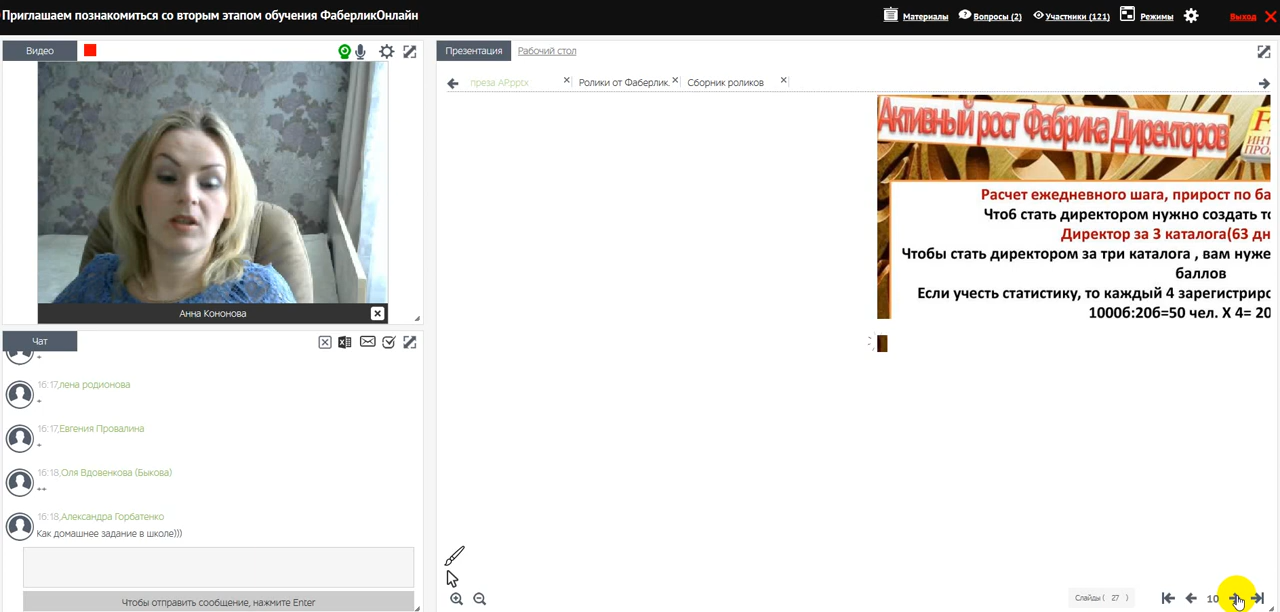 Приглашаем познакомиться со вторым этапом обучения ФаберликОнлайн
Материалы Вопросы (2) Участники (121) Режимы Выход
Видео
Анна Кононова
Чат
+
16:17,лена родионова
+
16:17,Евгения Провалина
+
16:18,Оля Вдовенкова (Быкова)
++
16:18,Александра Горбатенко
Как домашнее задание в школе)))
Чтобы отправить сообщение, нажмите Enter
Презентация Рабочий стол
преза АР.pptx Ролики от Фаберлик. Сборник роликов
Активный рост Фабрика Директоров
Расчет ежедневного шага, прирост по ба
Чтоб стать директором нужно создать то
Директор за 3 каталога(63 дн
Чтобы стать директором за три каталога , вам нуже
баллов
Если учесть статистику, то каждый 4 зарегистриро
1000б:20б=50 чел. Х 4= 20
Слайды ( 27 ) 10